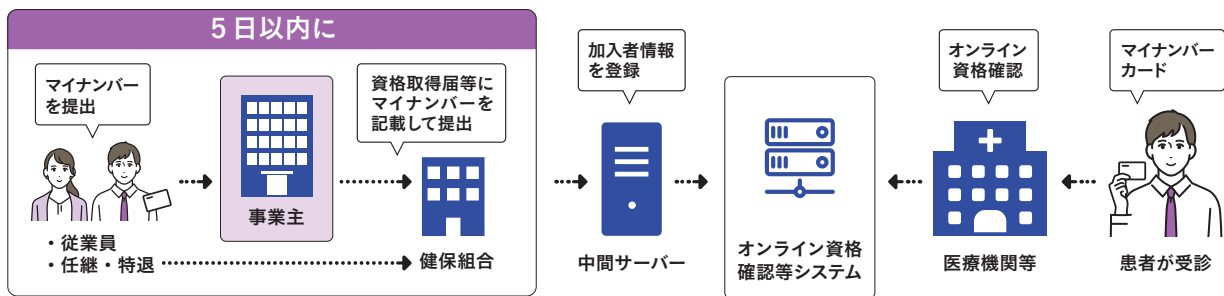 5日以内に
マイナンバー
を提出
事業主
資格取得届等に
マイナンバーを
記載して提出
・従業員
・任継・特退
健保組合
加入者情報
を登録
中間サーバー
オンライン資格
確認等システム
オンライン
資格確認
医療機関等
マイナンバー
カード
患者が受診